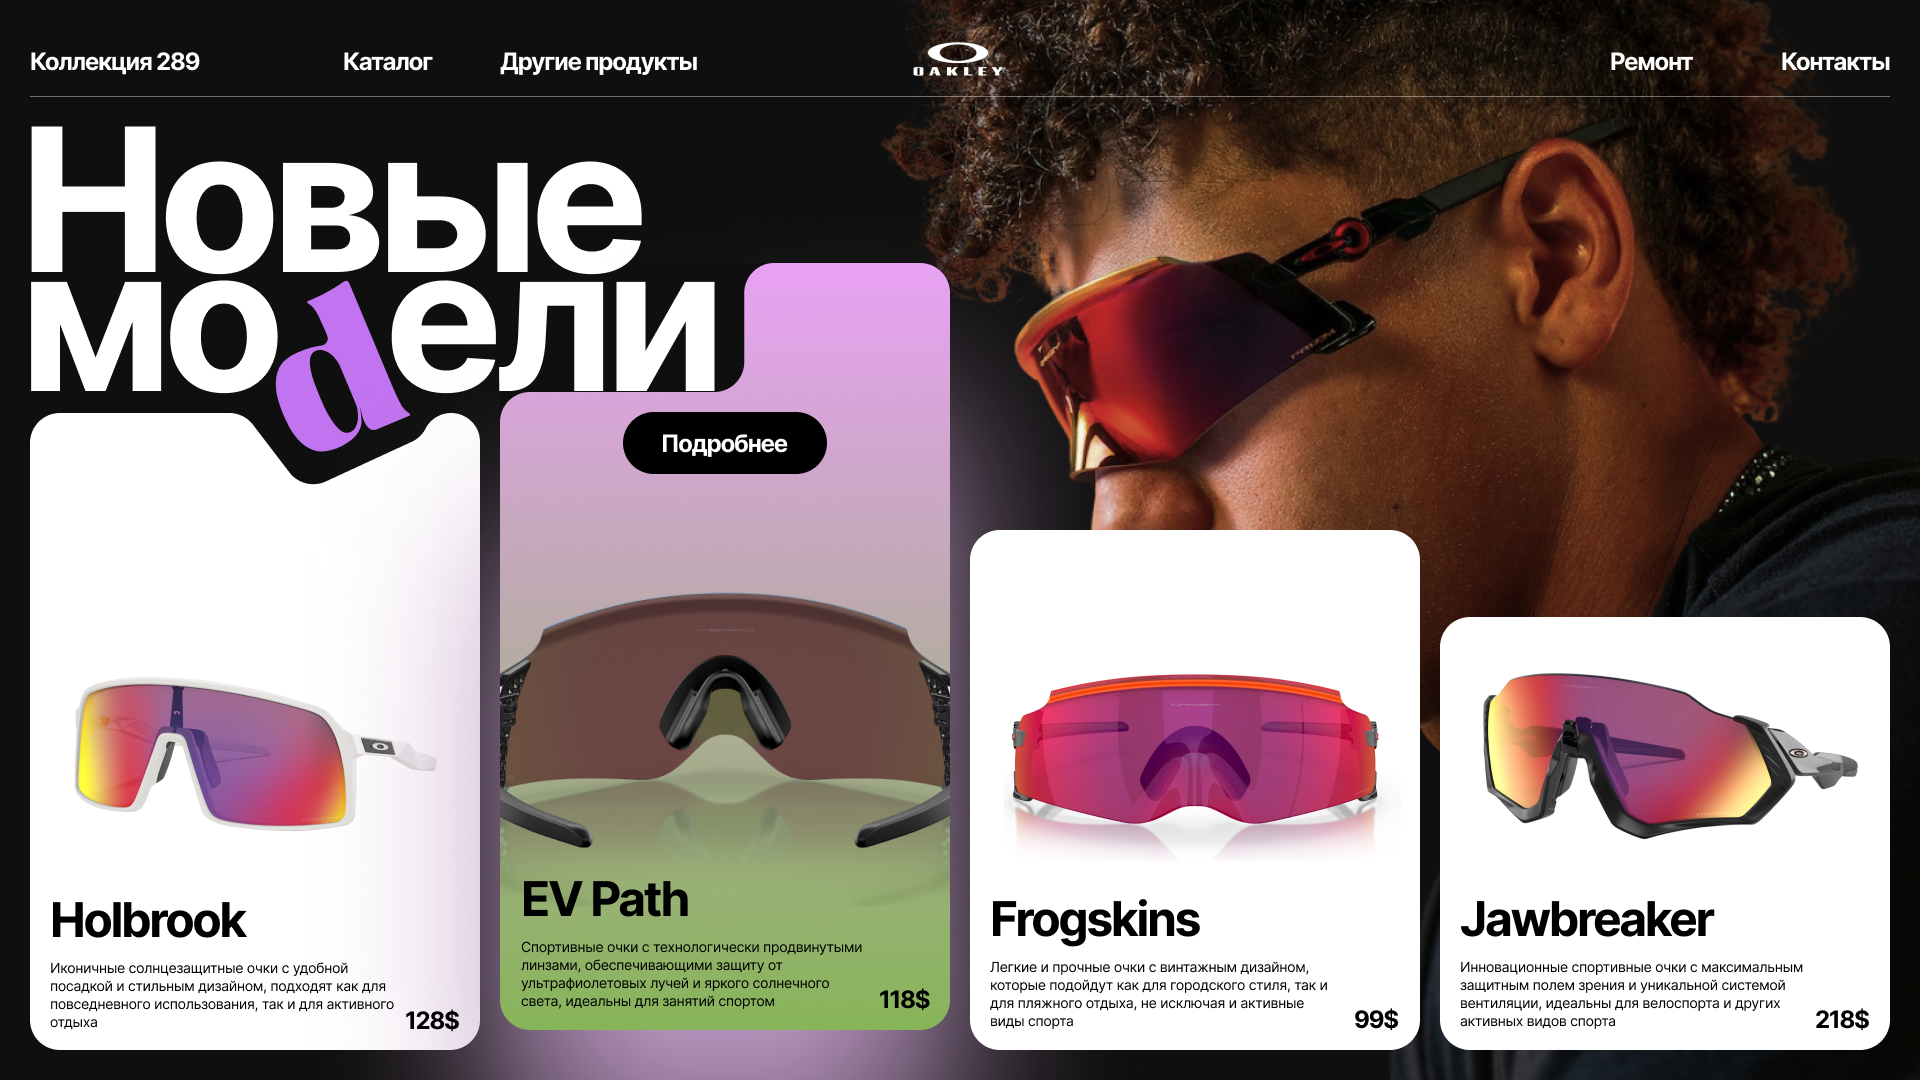 Коллекция 289
Каталог
Другие продукты
OAKLEY
Ремонт
Контакты
Новые
моdели
Подробнее
Holbrook
Иконичные солнцезащитные очки с удобной
посадкой и стильным дизайном, подходят как для
повседневного использования, так и для активного
отдыха
128$
EV Path
Спортивные очки с технологически продвинутыми
линзами, обеспечивающими защиту от
ультрафиолетовых лучей и яркого солнечного
света, идеальны для занятий спортом
118$
Frogskins
Легкие и прочные очки с винтажным дизайном,
которые подойдут как для городского стиля, так и
для пляжного отдыха, не исключая и активные
виды спорта
99$
Jawbreaker
Инновационные спортивные очки с максимальным
защитным полем зрения и уникальной системой
вентиляции, идеальны для велоспорта и других
активных видов спорта
218$